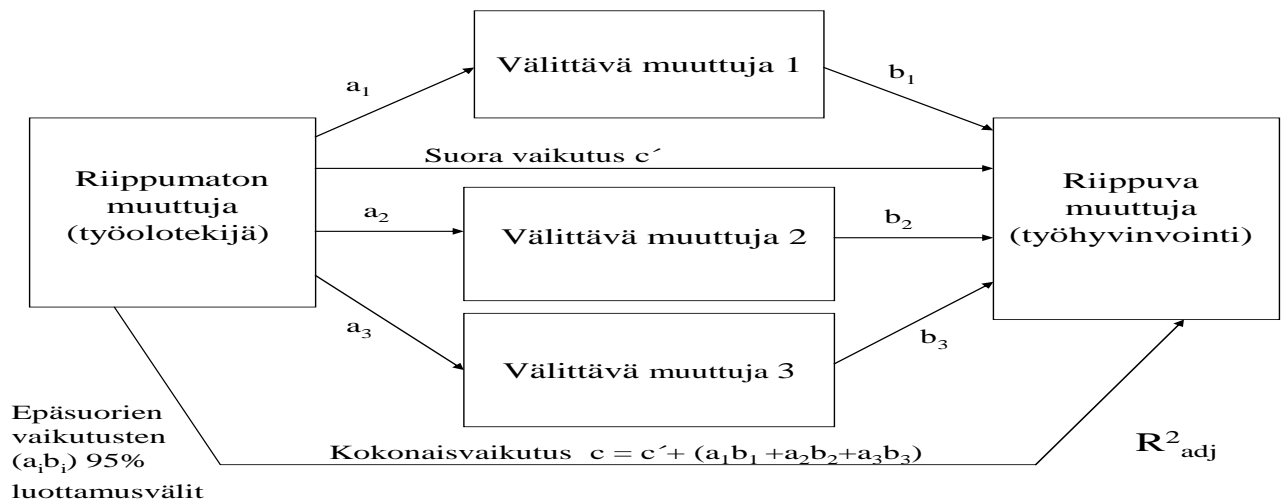 Välittävä muuttuja 1
a₁
b₁
Suora vaikutus c´
Riippumaton
muuttuja
(työolotekijä)
Riippuva
muuttuja
(työhyvinvointi)
a₂
Välittävä muuttuja 2
b₂
a₃
Välittävä muuttuja 3
b₃
Epäsuorien
vaikutusten
(aᵢbᵢ) 95%
luottamusvälit
Kokonaisvaikutus c = c´+ (a₁b₁ +a₂b₂+a₃b₃)
R²adj